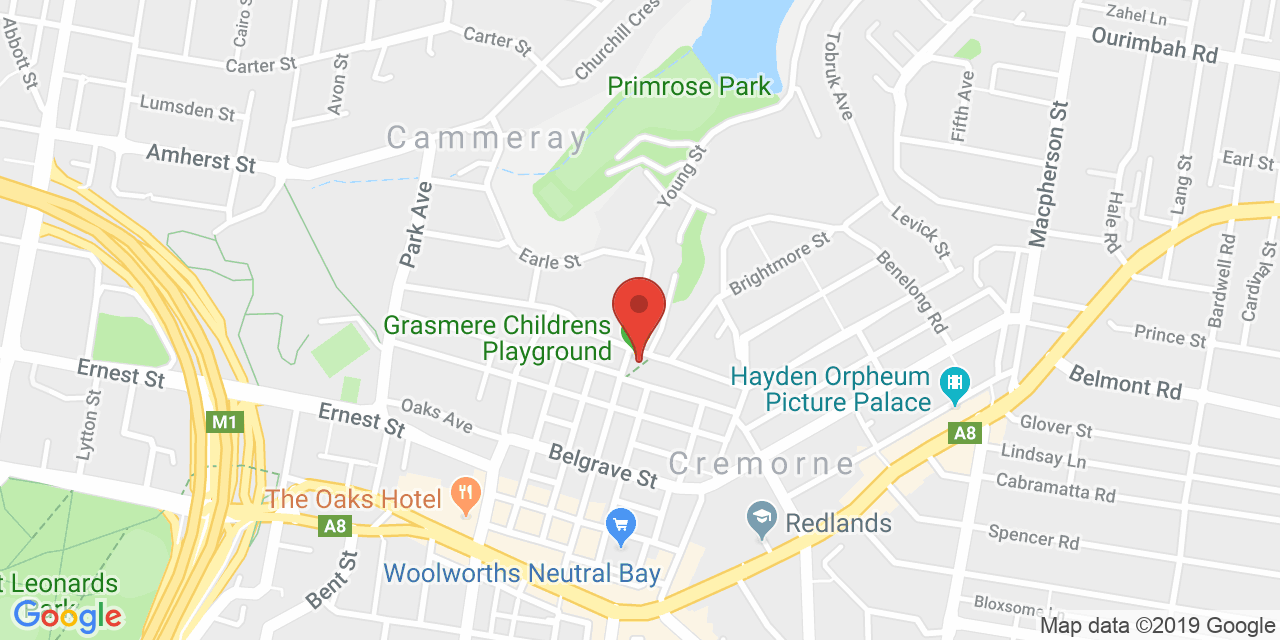 Zahel Ln
Cairo St
Abbott St
Carter St
Churchill Cres
Tobruk Ave
Ourimbah Rd
Carter St
Avon St
Primrose Park
Fifth Ave
Lumsden St
Macpherson St
Cammeray
Amherst St
Young St
Earl St
Lang St
Hale Rd
Park Ave
Levick St
Earle St
Brightmore St
Benelong Rd
Bardwell Rd
Cardinal St
Grasmere Childrens
Playground
Prince St
Ernest St
Hayden Orpheum
Picture Palace
Belmont Rd
Lytton St
M1
Ernest St
Oaks Ave
A8
Glover St
Belgrave St
Cremorne
Lindsay Ln
Cabramatta Rd
The Oaks Hotel
A8
Redlands
Spencer Rd
Bent St
Woolworths Neutral Bay
t Leonards
Park
Bloxsome Ln
Google
Map data ©2019 Google